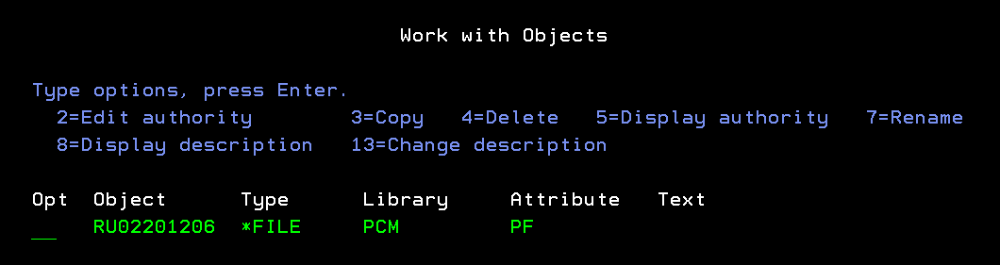 Work with Objects
Type options, press Enter.
2=Edit authority 3=Copy 4=Delete 5=Display authority 7=Rename
8=Display description 13=Change description
Opt Object Type Library Attribute Text
__ RU02201206 *FILE PCM PF